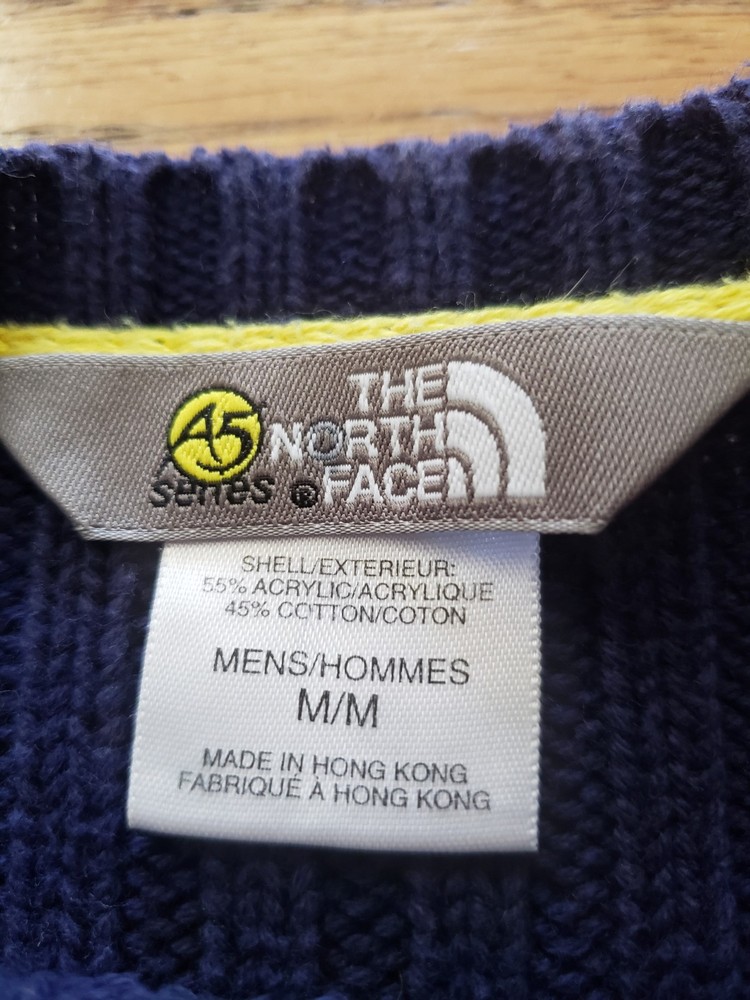 A5
series ®
THE
NORTH
FACE
SHELL/EXTERIEUR:
55% ACRYLIC/ACRYLIQUE
45% COTTON/COTON
MENS/HOMMES
M/M
MADE IN HONG KONG
FABRIQUÉ À HONG KONG